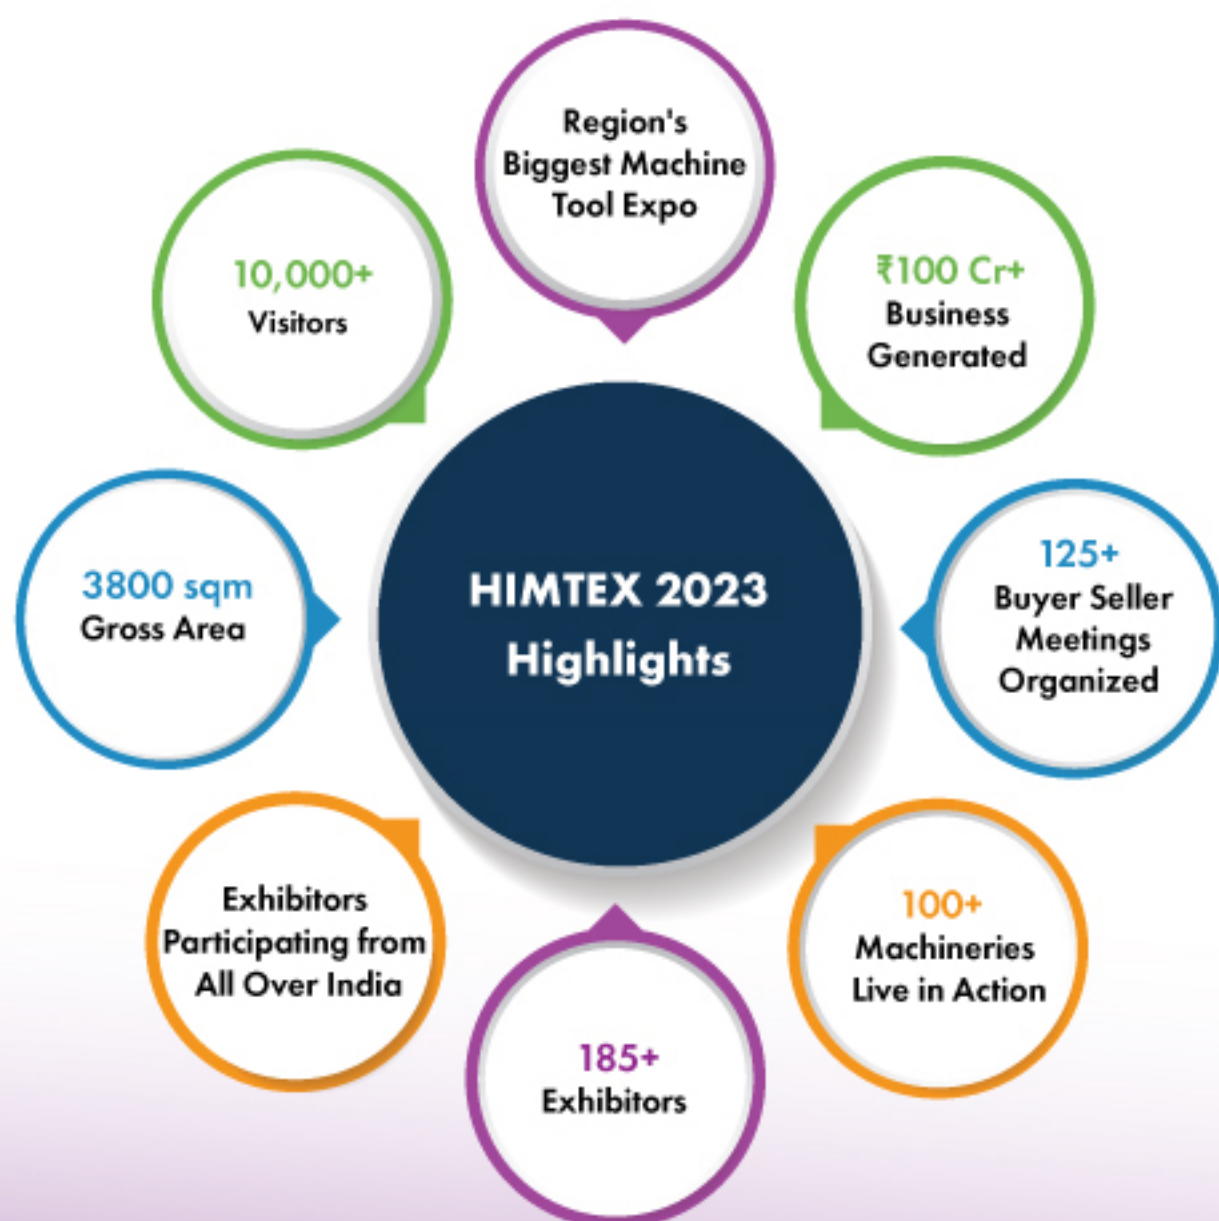 Region's
Biggest Machine
Tool Expo
₹100 Cr+
Business
Generated
125+
Buyer Seller
Meetings
Organized
100+
Machineries
Live in Action
185+
Exhibitors
Exhibitors
Participating from
All Over India
3800 sqm
Gross Area
10,000+
Visitors
HIMTEX 2023
Highlights